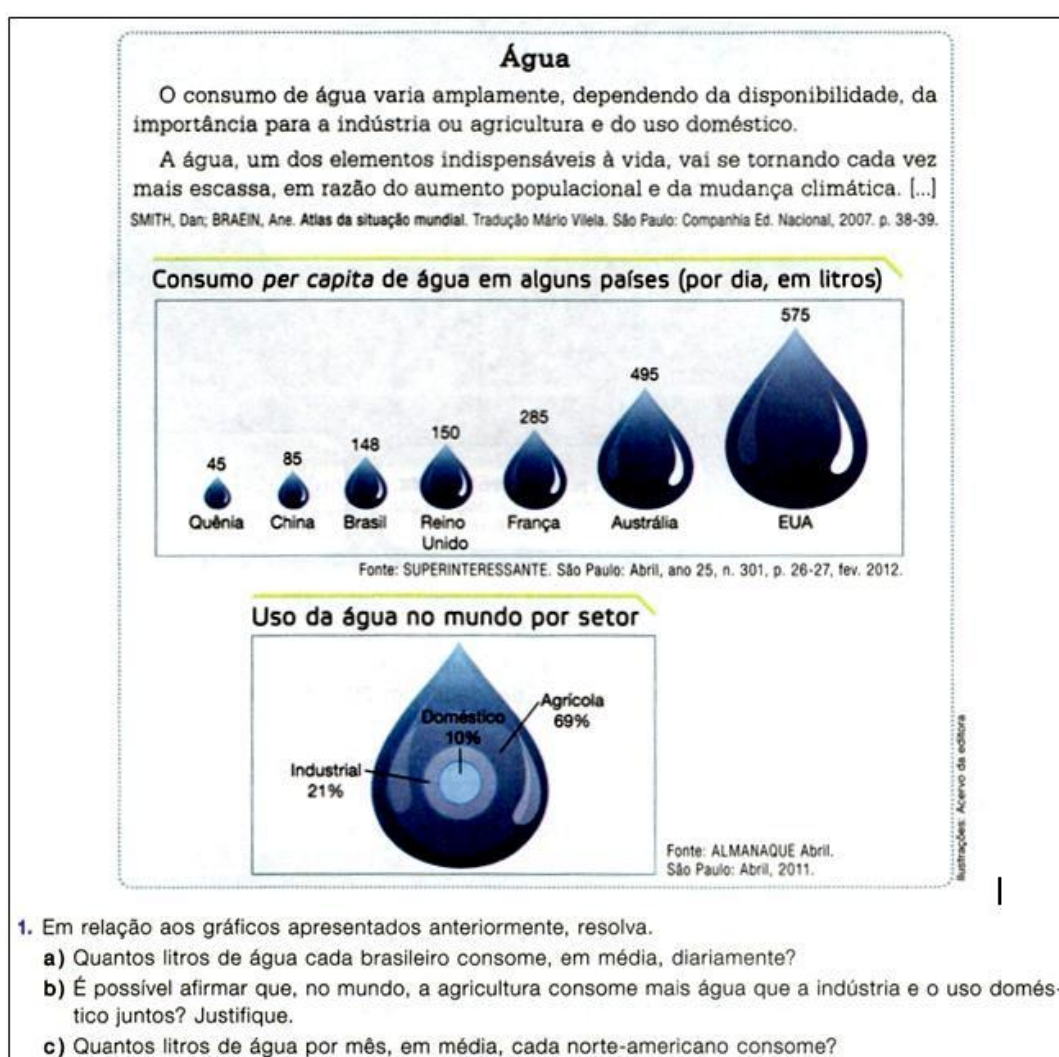 Água
O consumo de água varia amplamente, dependendo da disponibilidade, da
importância para a indústria ou agricultura e do uso doméstico.
A água, um dos elementos indispensáveis à vida, vai se tornando cada vez
mais escassa, em razão do aumento populacional e da mudança climática. [...]
SMITH, Dan; BRAEIN, Ane. Atlas da situação mundial. Tradução Mário Vilela. São Paulo: Companhia Ed. Nacional, 2007. p. 38-39.
Consumo per capita de água em alguns países (por dia, em litros)
45
85
148
150
285
495
575
Quênia
China
Brasil
Reino
Unido
França
Austrália
EUA
Fonte: SUPERINTERESSANTE. São Paulo: Abril, ano 25, n. 301, p. 26-27, fev. 2012.
Uso da água no mundo por setor
Doméstico
10%
Agrícola
69%
Industrial
21%
Fonte: ALMANAQUE Abril.
São Paulo: Abril, 2011.
Ilustrações: Acervo da editora
1. Em relação aos gráficos apresentados anteriormente, resolva.
a) Quantos litros de água cada brasileiro consome, em média, diariamente?
b) É possível afirmar que, no mundo, a agricultura consome mais água que a indústria e o uso domés-
tico juntos? Justifique.
c) Quantos litros de água por mês, em média, cada norte-americano consome?